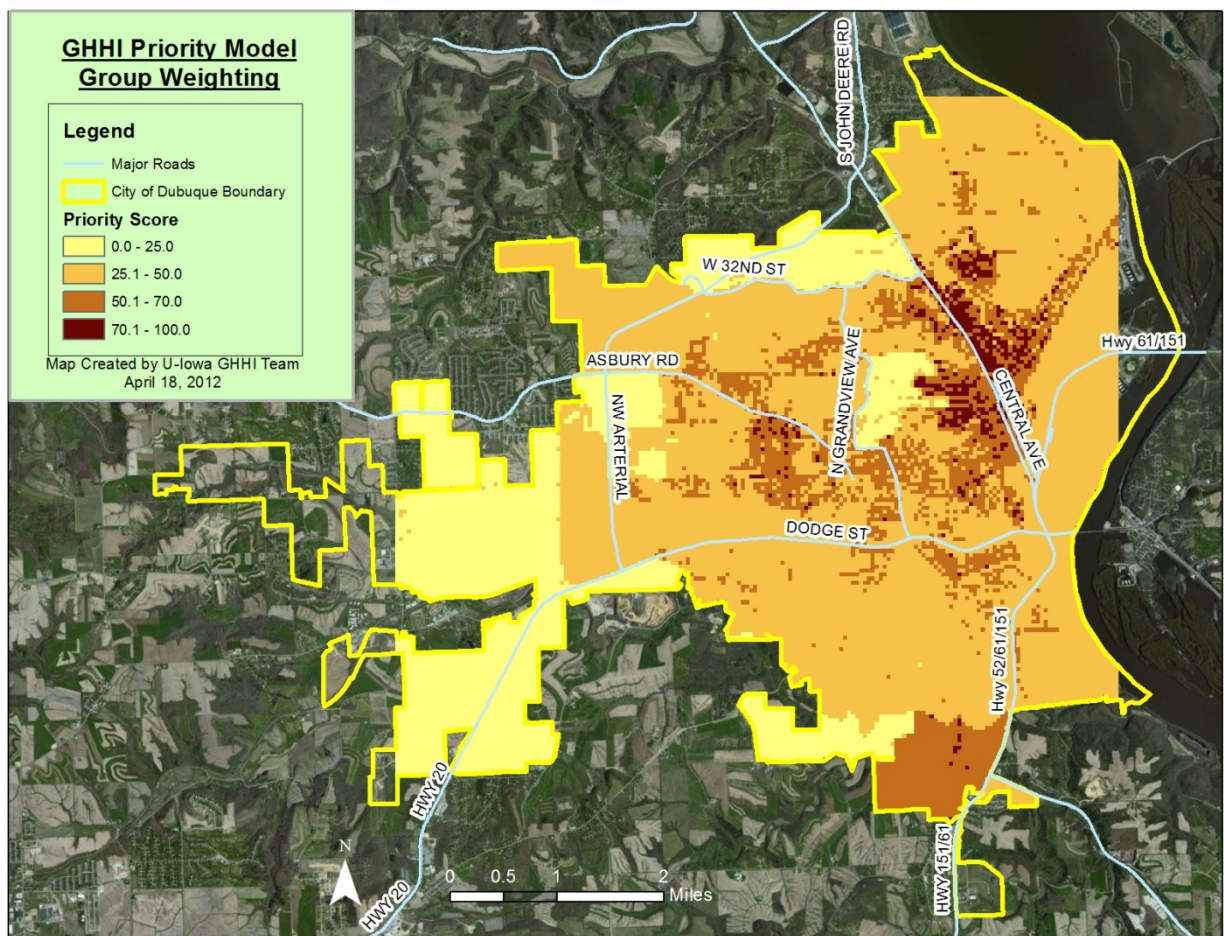 GHHI Priority Model
Group Weighting
Legend
Major Roads
City of Dubuque Boundary
Priority Score
0.0 - 25.0
25.1 - 50.0
50.1 - 70.0
70.1 - 100.0
Map Created by U-Iowa GHHI Team
April 18, 2012
S JOHN DEERE RD
W 32ND ST
Hwy 61/151
ASBURY RD
N GRANDVIEW AVE
CENTRAL AVE
NW ARTERIAL
DODGE ST
Hwy 52/61/151
HWY 20
HWY 151/61
HWY 20
N
0 0.5 1 2
Miles